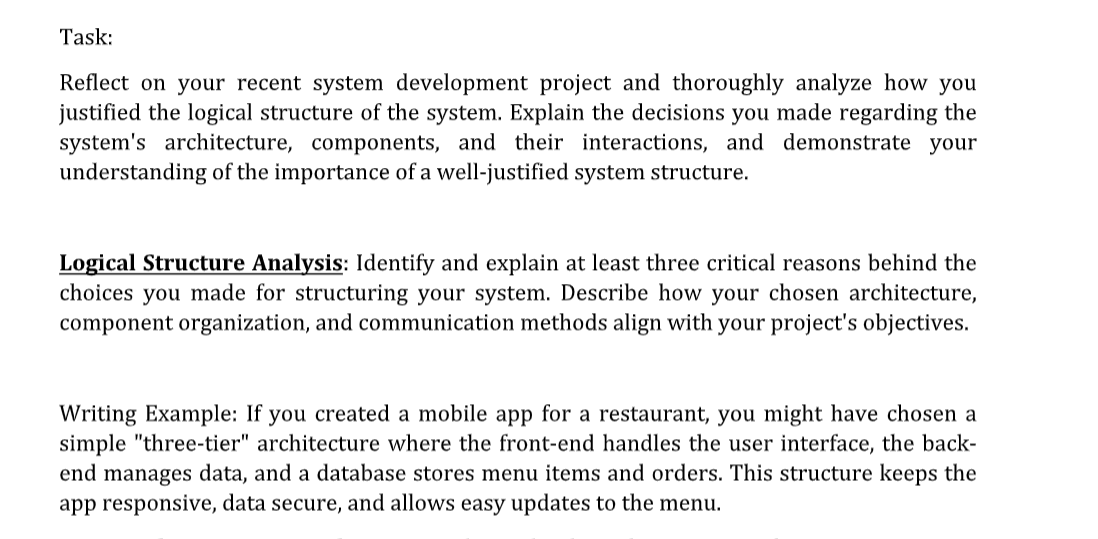 Task:
Reflect on your recent system development project and thoroughly analyze how you
justified the logical structure of the system. Explain the decisions you made regarding the
system's architecture, components, and their interactions, and demonstrate your
understanding of the importance of a well-justified system structure.
Logical Structure Analysis: Identify and explain at least three critical reasons behind the
choices you made for structuring your system. Describe how your chosen architecture,
component organization, and communication methods align with your project's objectives.
Writing Example: If you created a mobile app for a restaurant, you might have chosen a
simple "three-tier" architecture where the front-end handles the user interface, the back-
end manages data, and a database stores menu items and orders. This structure keeps the
app responsive, data secure, and allows easy updates to the menu.